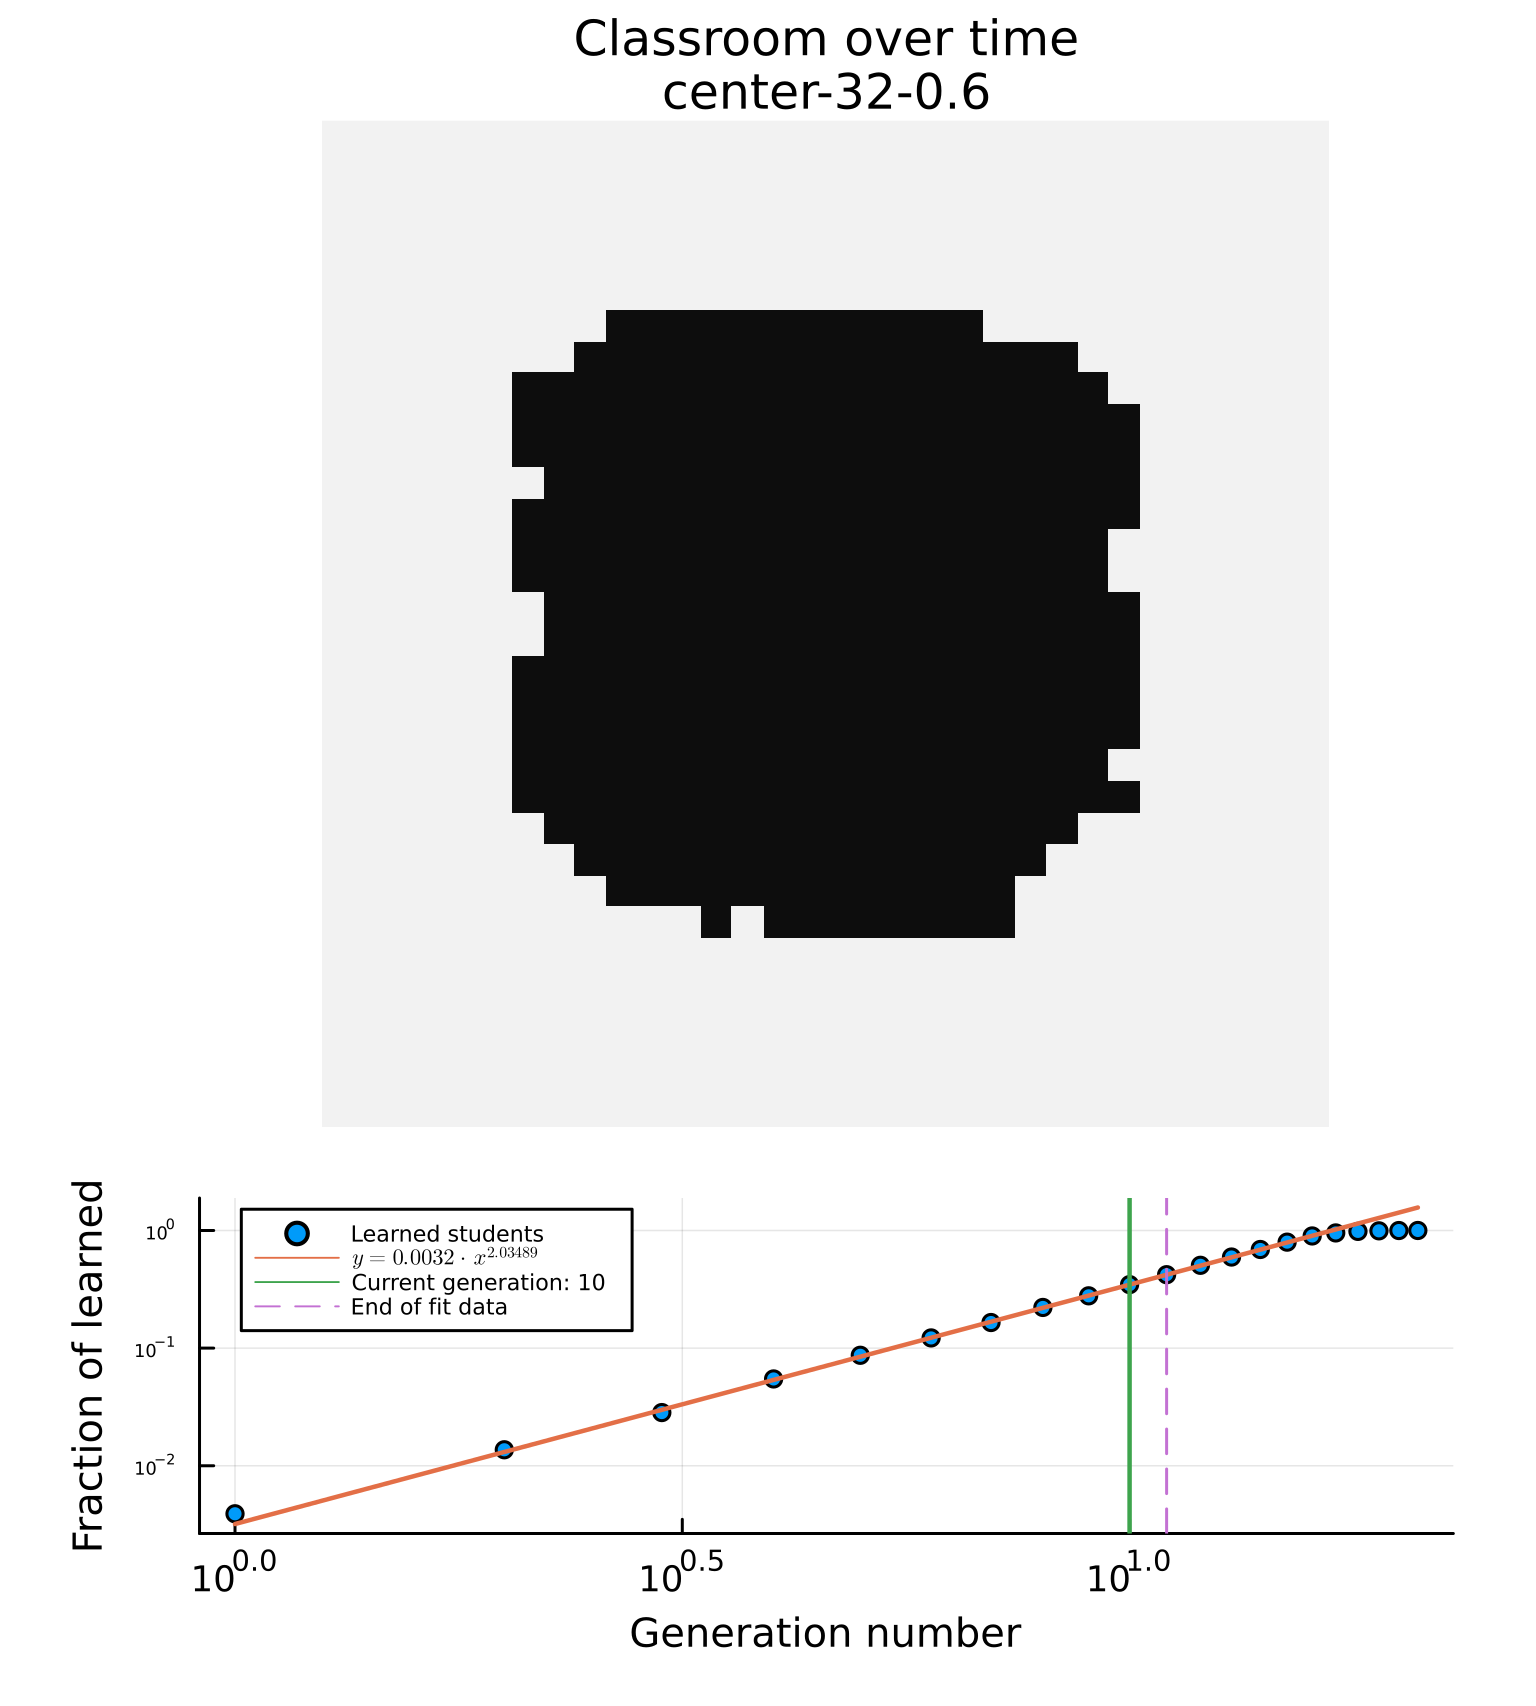 Classroom over time
center-32-0.6
Fraction of learned
10^0
10^−1
10^−2
Learned students
y = 0.0032 · x^2.03489
Current generation: 10
End of fit data
10^0.0 10^0.5 10^1.0
Generation number